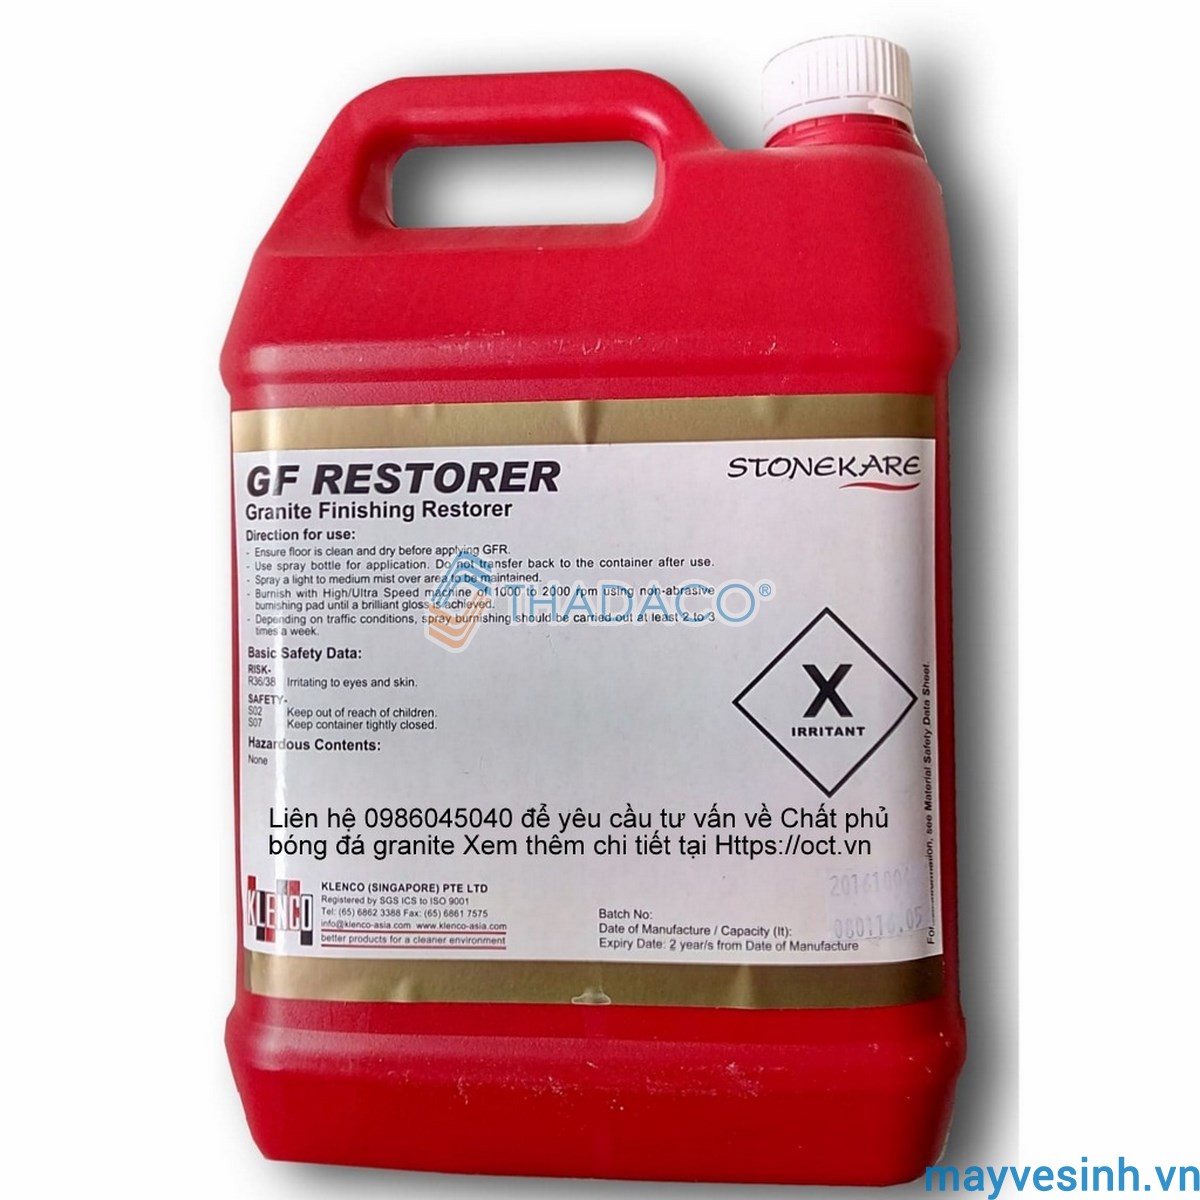 GF RESTORER
STONEKARE
Granite Finishing Restorer
Direction for use:
- Ensure floor is clean and dry before applying GFR.
- Use spray bottle for application. Do not transfer back to the container after use.
- Spray a light to medium mist over area to be maintained.
- Burnish with High/Ultra Speed machine of 1000 to 2000 rpm using non-abrasive
burnishing pad until a brilliant gloss is achieved.
- Depending on traffic conditions, spray burnishing should be carried out at least 2 to 3
times a week.
THADACO®
Basic Safety Data:
RISK-
R36/38 Irritating to eyes and skin.
SAFETY-
S02 Keep out of reach of children.
S07 Keep container tightly closed.
Hazardous Contents:
None
X
IRRITANT
see Material Safety Data Sheet.
Liên hệ 0986045040 để yêu cầu tư vấn về Chất phủ
bóng đá granite Xem thêm chi tiết tại Https://oct.vn
KLENCO
KLENCO (SINGAPORE) PTE LTD
Registered by SGS ICS to ISO 9001
Tel: (65) 6862 3388 Fax: (65) 6861 7575
info@klenco-asia.com www.klenco-asia.com
better products for a cleaner environment
Batch No:
Date of Manufacture / Capacity (lt):
Expiry Date: 2 year/s from Date of Manufacture
080116.05
mayvesinh.vn